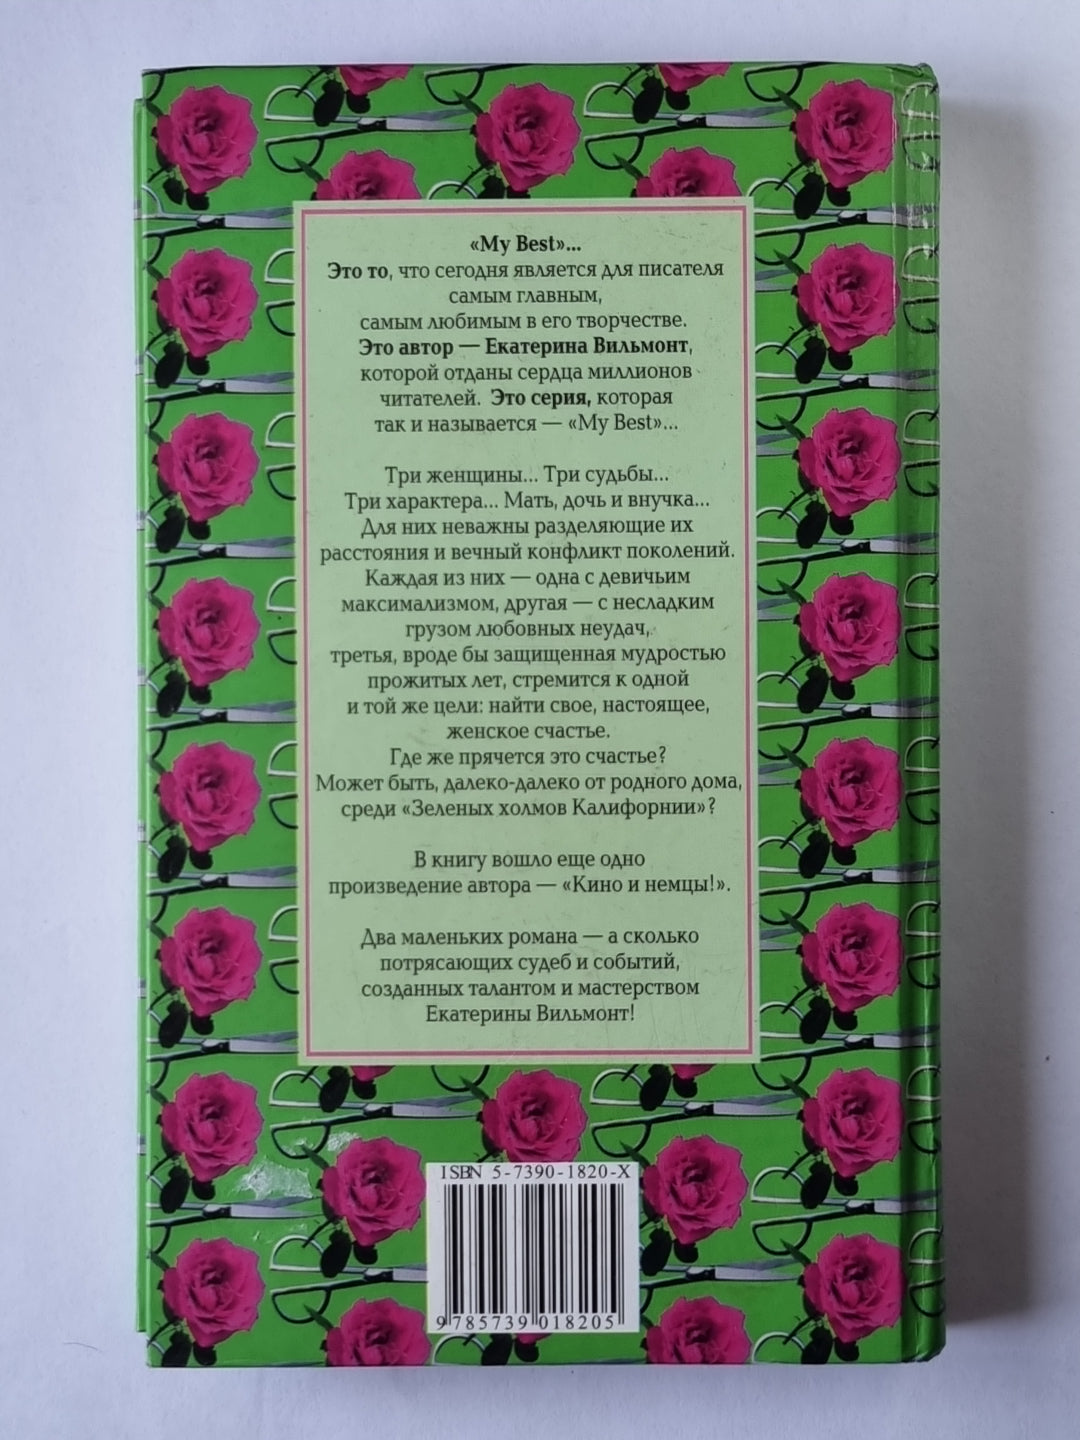 «My Best»...
Это то, что сегодня является для писателя
самым главным,
самым любимым в его творчестве.
Это автор — Екатерина Вильмонт,
которой отданы сердца миллионов
читателей. Это серия, которая
так и называется — «My Best»...
Три женщины... Три судьбы...
Три характера... Мать, дочь и внучка...
Для них неважны разделяющие их
расстояния и вечный конфликт поколений.
Каждая из них — одна с девичьим
максимализмом, другая — с несладким
грузом любовных неудач,
третья, вроде бы защищенная мудростью
прожитых лет, стремится к одной
и той же цели: найти свое, настоящее,
женское счастье.
Где же прячется это счастье?
Может быть, далеко-далеко от родного дома,
среди «Зеленых холмов Калифорнии»?
В книгу вошло еще одно
произведение автора — «Кино и немцы!».
Два маленьких романа — а сколько
потрясающих судеб и событий,
созданных талантом и мастерством
Екатерины Вильмонт!
ISBN 5-7390-1820-X
9 785739 018205